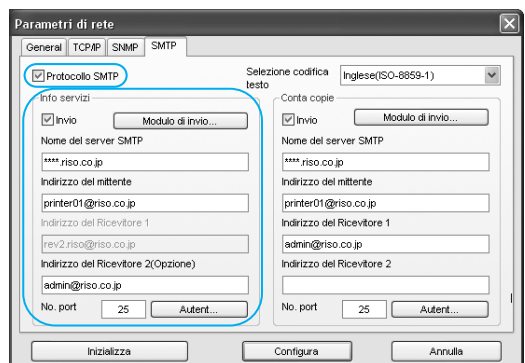 Parametri di rete
General TCP/IP SNMP SMTP
Protocollo SMTP
Selezione codifica testo
Inglese(ISO-8859-1)
Info servizi
Invio
Modulo di invio...
Nome del server SMTP
****.riso.co.jp
Indirizzo del mittente
printer01@riso.co.jp
Indirizzo del Ricevitore 1
rev2.riso@riso.co.jp
Indirizzo del Ricevitore 2(Opzione)
admin@riso.co.jp
No. port 25 Autent...
Conta copie
Invio
Modulo di invio...
Nome del server SMTP
****.riso.co.jp
Indirizzo del mittente
printer01@riso.co.jp
Indirizzo del Ricevitore 1
admin@riso.co.jp
Indirizzo del Ricevitore 2
No. port 25 Autent...
Inizializza Configura Annulla